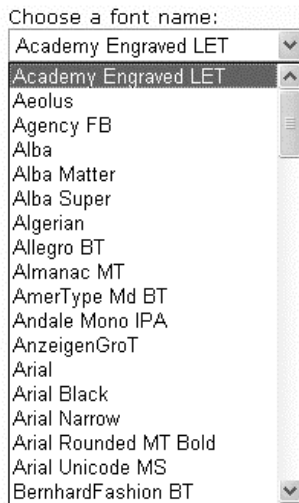 Choose a font name:
Academy Engraved LET
Academy Engraved LET
Aeolus
Agency FB
Alba
Alba Matter
Alba Super
Algerian
Allegro BT
Almanac MT
AmerType Md BT
Andale Mono IPA
AnzeigenGroT
Arial
Arial Black
Arial Narrow
Arial Rounded MT Bold
Arial Unicode MS
BernhardFashion BT